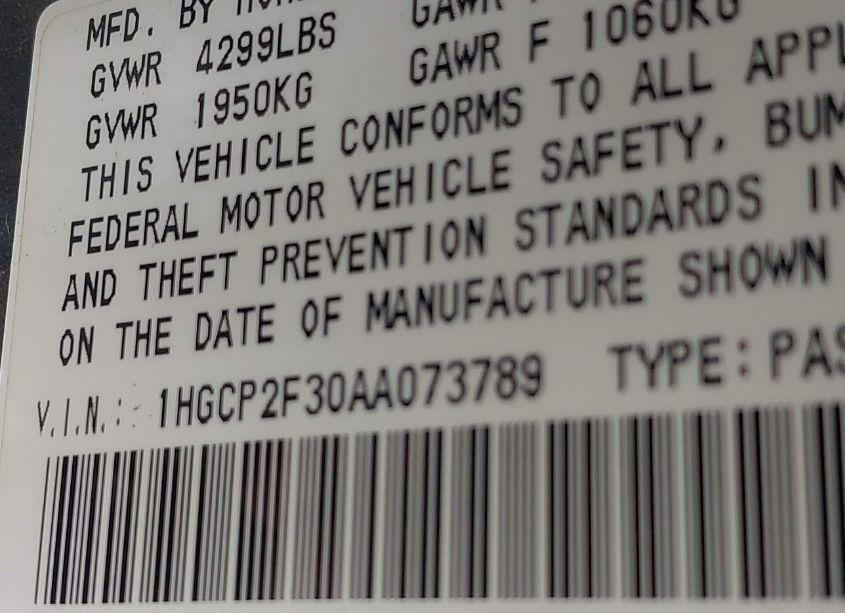 MFD. BY
GVWR 4299LBS GAWR
GVWR 1950KG GAWR F 1060KG
THIS VEHICLE CONFORMS TO ALL APPL
FEDERAL MOTOR VEHICLE SAFETY, BUM
AND THEFT PREVENTION STANDARDS IN
ON THE DATE OF MANUFACTURE SHOWN
V.I.N.: 1HGCP2F30AA073789 TYPE: PAS